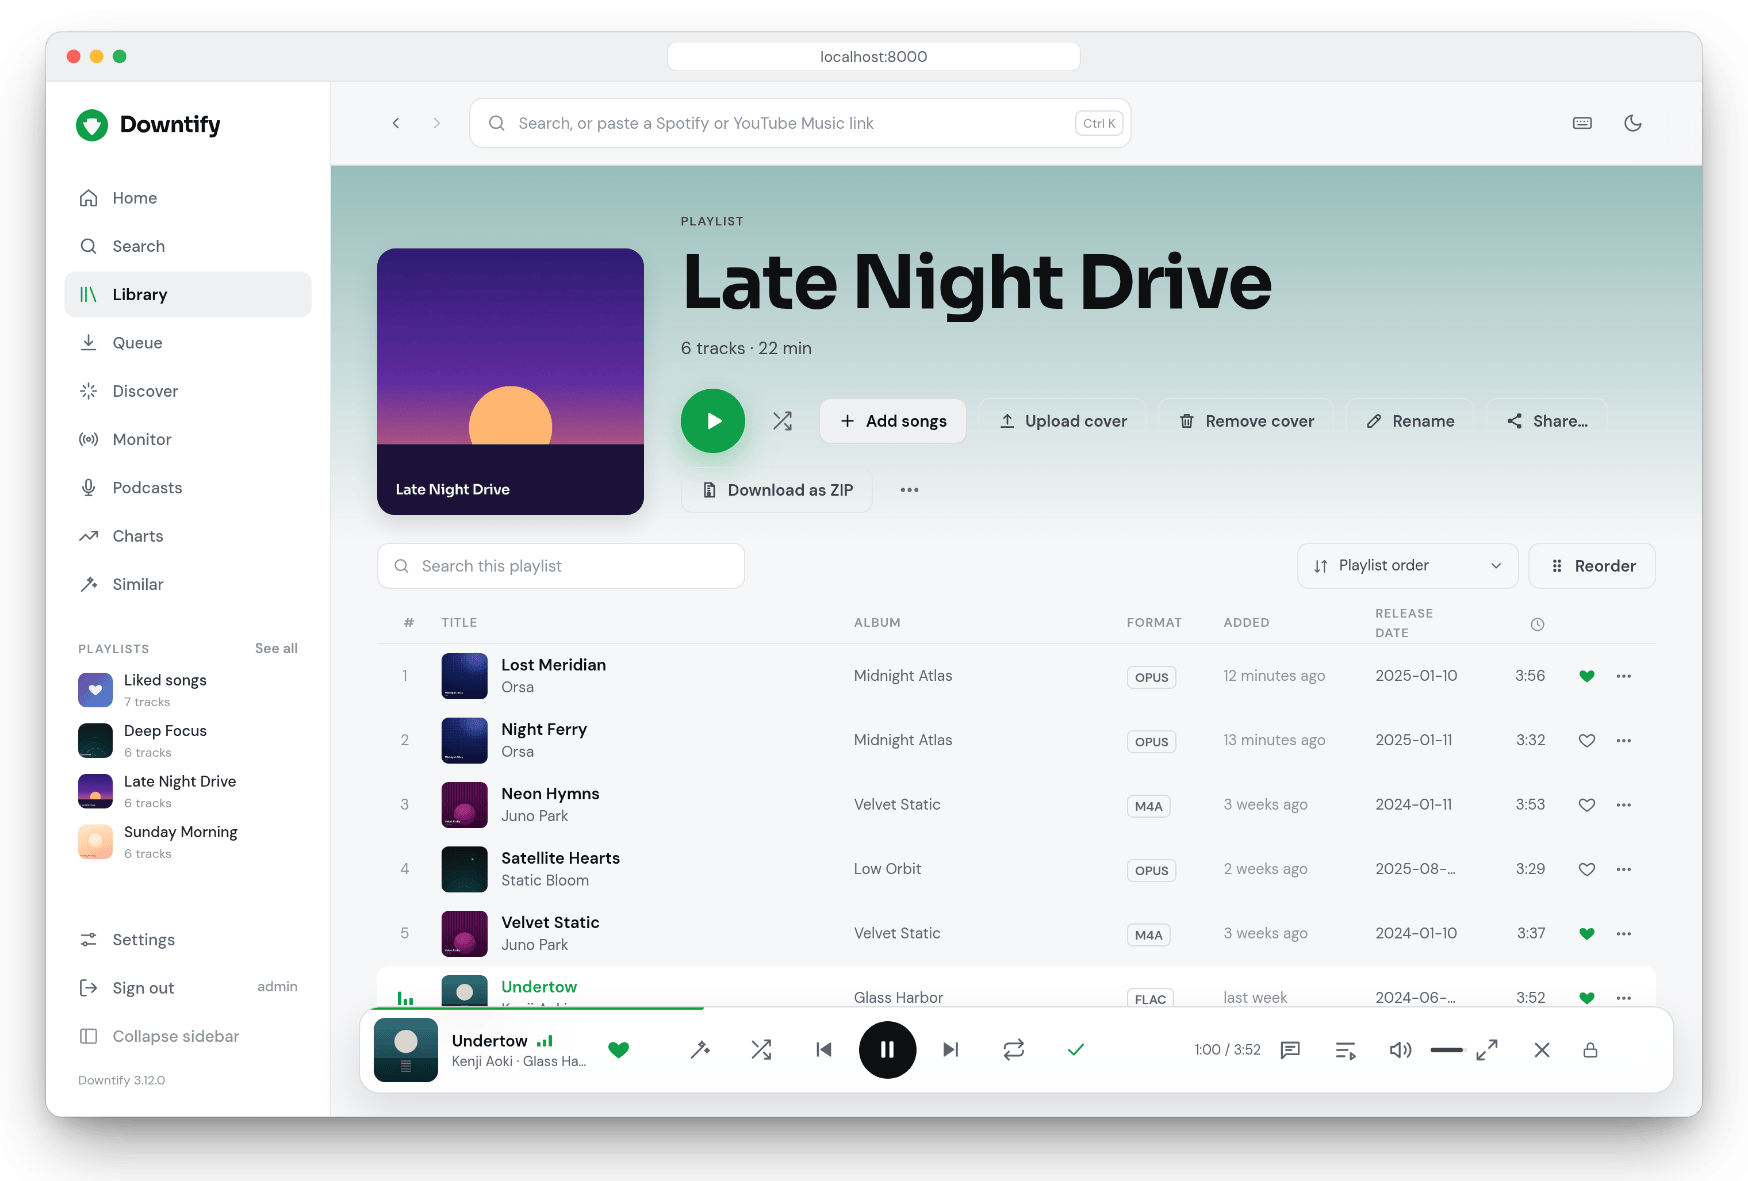 localhost:8000
Downtify
Search, or paste a Spotify or YouTube Music link
Ctrl K
Home
Search
Library
Queue
Discover
Monitor
Podcasts
Charts
Similar
PLAYLISTS
See all
Liked songs
7 tracks
Deep Focus
6 tracks
Late Night Drive
6 tracks
Sunday Morning
6 tracks
Settings
Sign out
admin
Collapse sidebar
Downtify 3.12.0
PLAYLIST
Late Night Drive
6 tracks · 22 min
Late Night Drive
Add songs
Upload cover
Remove cover
Rename
Share...
Download as ZIP
Search this playlist
Playlist order
Reorder
# TITLE ALBUM FORMAT ADDED RELEASE DATE
1 Lost Meridian Orsa Midnight Atlas OPUS 12 minutes ago 2025-01-10 3:56
2 Night Ferry Orsa Midnight Atlas OPUS 13 minutes ago 2025-01-11 3:32
3 Neon Hymns Juno Park Velvet Static M4A 3 weeks ago 2024-01-11 3:53
4 Satellite Hearts Static Bloom Low Orbit OPUS 2 weeks ago 2025-08-... 3:29
5 Velvet Static Juno Park Velvet Static M4A 3 weeks ago 2024-01-10 3:37
Undertow Glass Harbor FLAC last week 2024-06-... 3:52
Undertow
Kenji Aoki · Glass Ha...
1:00 / 3:52